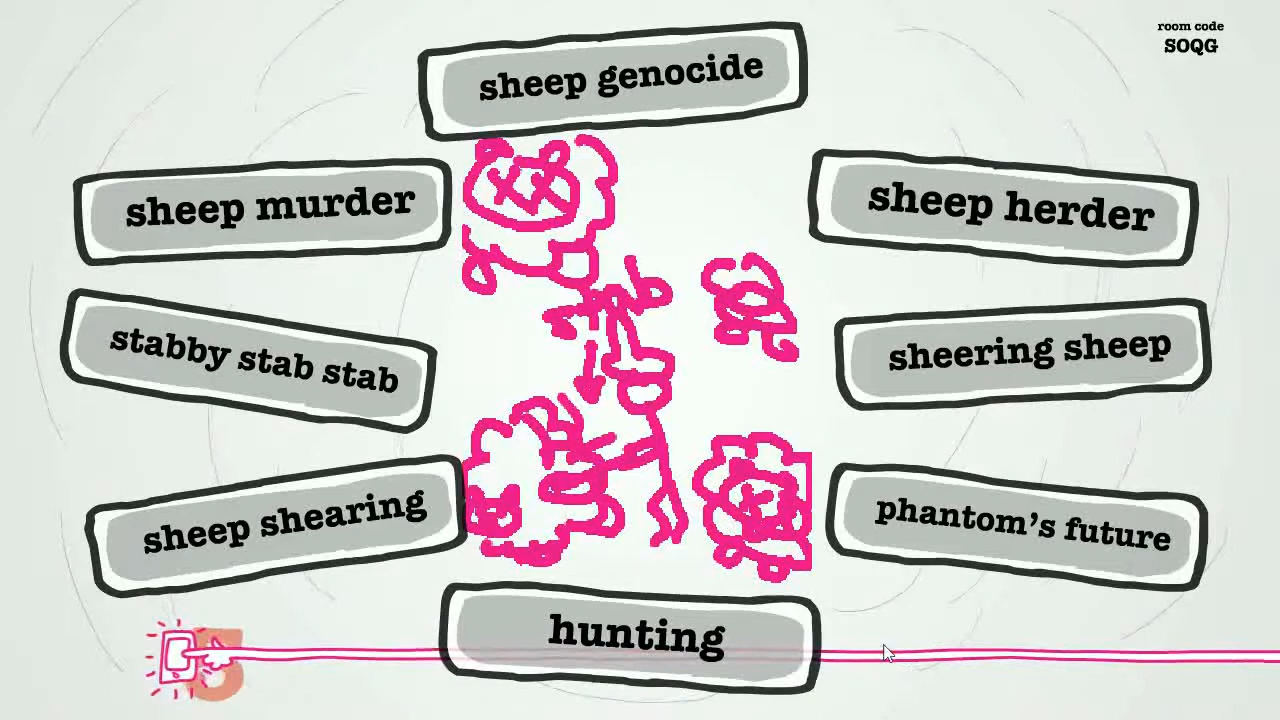 room code
SOQG
sheep genocide
sheep murder
sheep herder
stabby stab stab
sheering sheep
sheep shearing
phantom's future
hunting